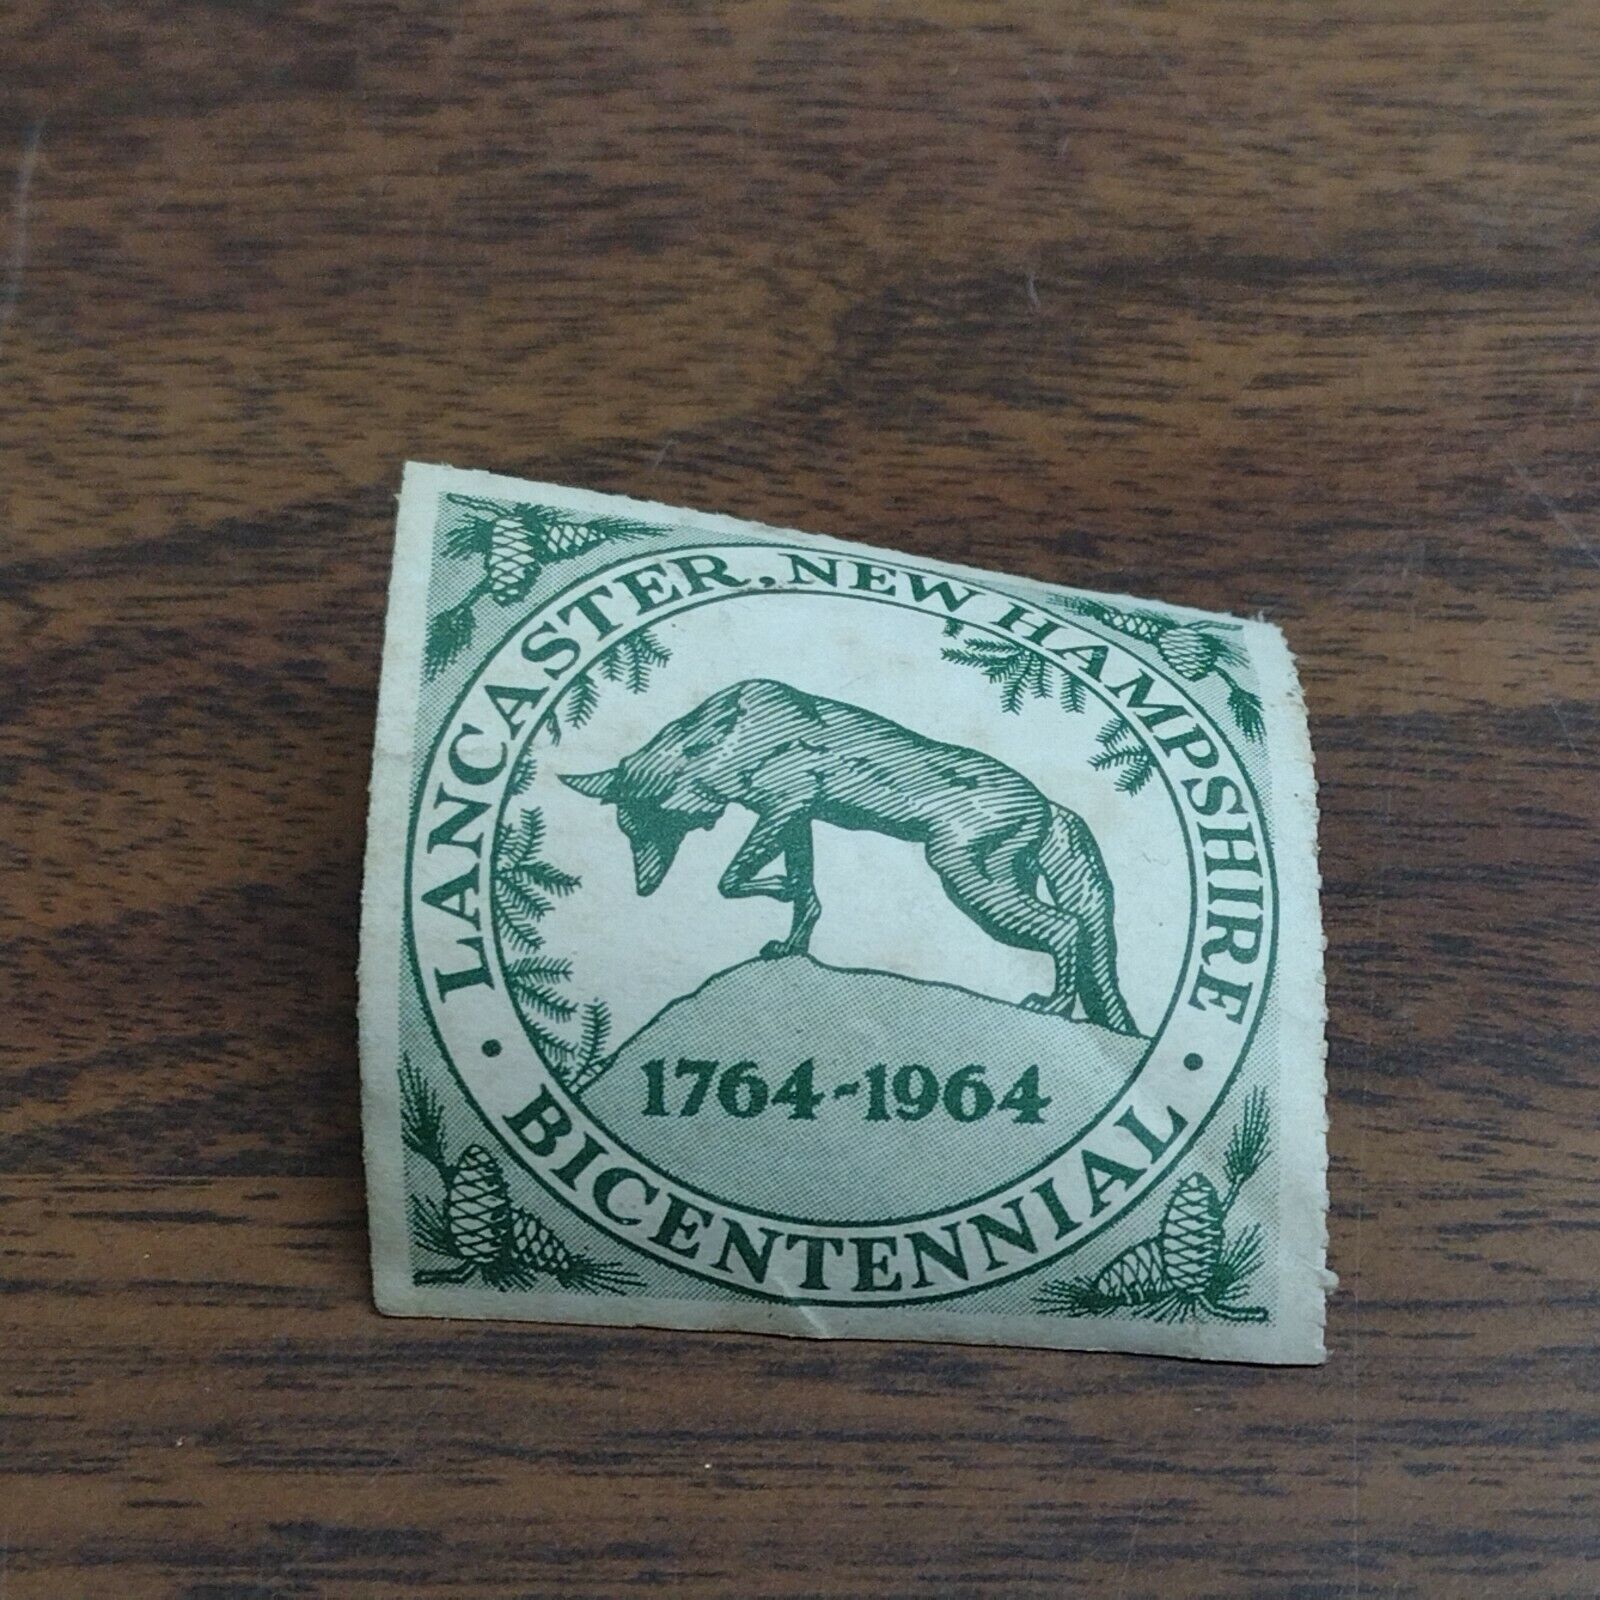 LANCASTER, NEW HAMPSHIRE
1764-1964
• BICENTENNIAL •